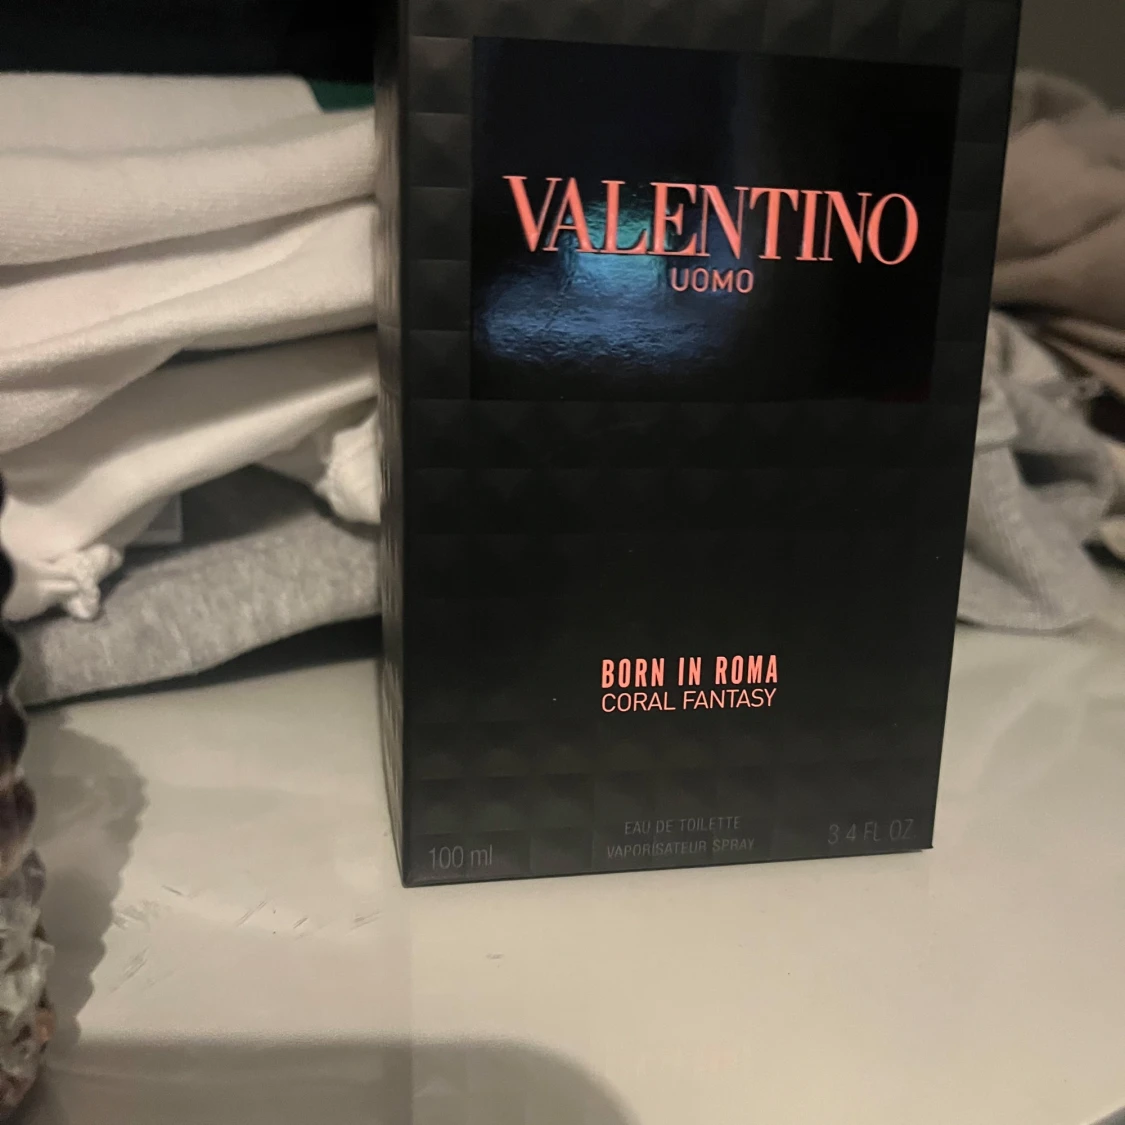 VALENTINO
UOMO
BORN IN ROMA
CORAL FANTASY
EAU DE TOILETTE
VAPORISATEUR SPRAY
100 ml
3 4 FL OZ